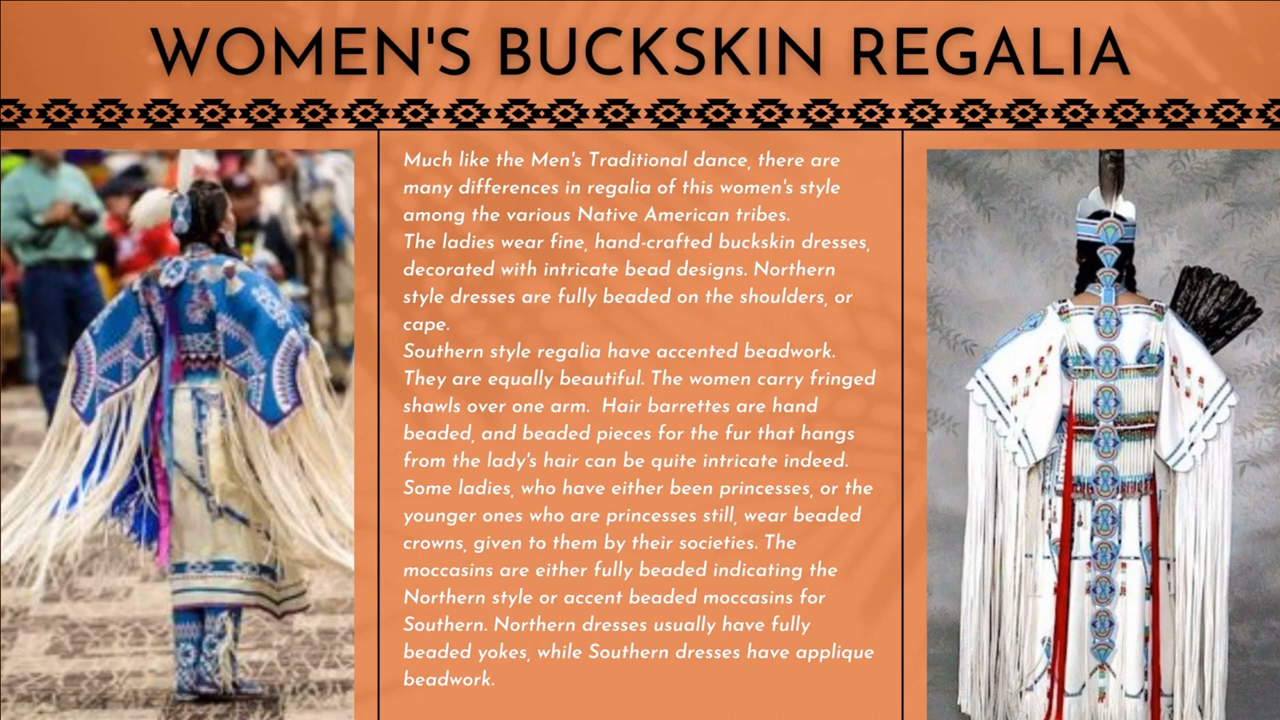 WOMEN'S BUCKSKIN REGALIA
Much like the Men's Traditional dance, there are
many differences in regalia of this women's style
among the various Native American tribes.
The ladies wear fine, hand-crafted buckskin dresses,
decorated with intricate bead designs. Northern
style dresses are fully beaded on the shoulders, or
cape.
Southern style regalia have accented beadwork.
They are equally beautiful. The women carry fringed
shawls over one arm.  Hair barrettes are hand
beaded, and beaded pieces for the fur that hangs
from the lady's hair can be quite intricate indeed.
Some ladies, who have either been princesses, or the
younger ones who are princesses still, wear beaded
crowns, given to them by their societies. The
moccasins are either fully beaded indicating the
Northern style or accent beaded moccasins for
Southern. Northern dresses usually have fully
beaded yokes, while Southern dresses have applique
beadwork.